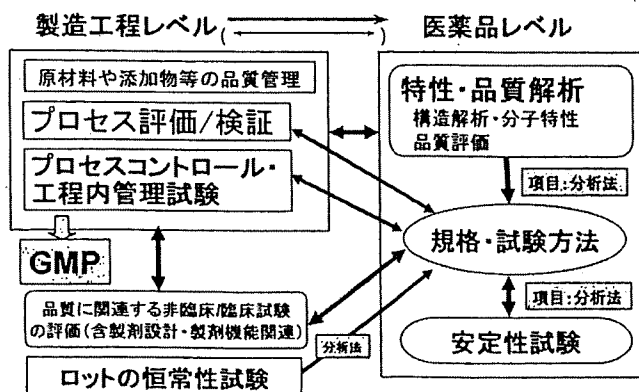 製造工程レベル
医薬品レベル
原材料や添加物等の品質管理
プロセス評価/検証
プロセスコントロール・
工程内管理試験
GMP
品質に関連する非臨床/臨床試験
の評価(含製剤設計・製剤機能関連)
ロットの恒常性試験
分析法
特性・品質解析
構造解析・分子特性
品質評価
項目:分析法
規格・試験方法
項目:分析法
安定性試験